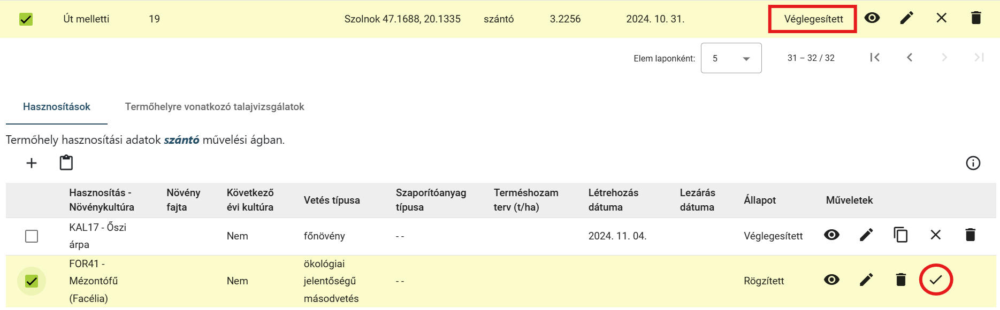 Út melletti 19 Szolnok 47.1688, 20.1335 szántó 3.2256 2024. 10. 31. Véglegesített
Elem laponként: 5 31 – 32 / 32
Hasznosítások Termőhelyre vonatkozó talajvizsgálatok
Termőhely hasznosítási adatok szántó művelési ágban.
Hasznosítás - Növény Következő Vetés típusa Szaporítóanyag Terméshozam Létrehozás Lezárás Állapot Műveletek
Növénykultúra fajta évi kultúra típusa terv (t/ha) dátuma dátuma
KAL17 - Őszi
árpa Nem főnövény - - 2024. 11. 04. Véglegesített
FOR41 - ökológiai
Mézontófű Nem jelentőségű - - Rögzített
(Facélia) másodvetés